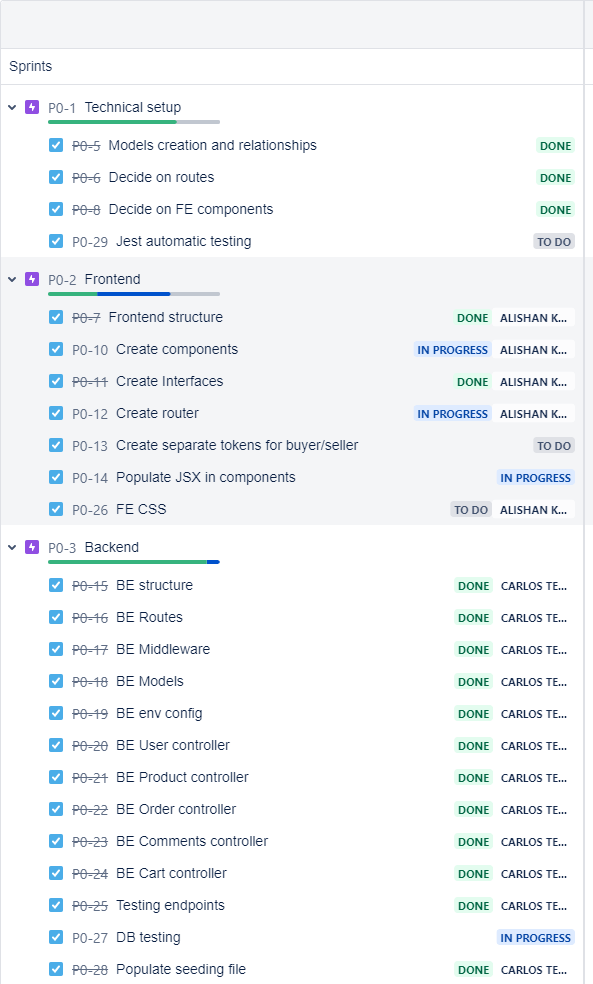 Sprints
P0-1 Technical setup
P0-5 Models creation and relationships DONE
P0-6 Decide on routes DONE
P0-8 Decide on FE components DONE
P0-29 Jest automatic testing TO DO
P0-2 Frontend
P0-7 Frontend structure DONE ALISHAN K...
P0-10 Create components IN PROGRESS ALISHAN K...
P0-11 Create Interfaces DONE ALISHAN K...
P0-12 Create router IN PROGRESS ALISHAN K...
P0-13 Create separate tokens for buyer/seller TO DO
P0-14 Populate JSX in components IN PROGRESS
P0-26 FE CSS TO DO ALISHAN K...
P0-3 Backend
P0-15 BE structure DONE CARLOS TE...
P0-16 BE Routes DONE CARLOS TE...
P0-17 BE Middleware DONE CARLOS TE...
P0-18 BE Models DONE CARLOS TE...
P0-19 BE env config DONE CARLOS TE...
P0-20 BE User controller DONE CARLOS TE...
P0-21 BE Product controller DONE CARLOS TE...
P0-22 BE Order controller DONE CARLOS TE...
P0-23 BE Comments controller DONE CARLOS TE...
P0-24 BE Cart controller DONE CARLOS TE...
P0-25 Testing endpoints DONE CARLOS TE...
P0-27 DB testing IN PROGRESS
P0-28 Populate seeding file DONE CARLOS TE...